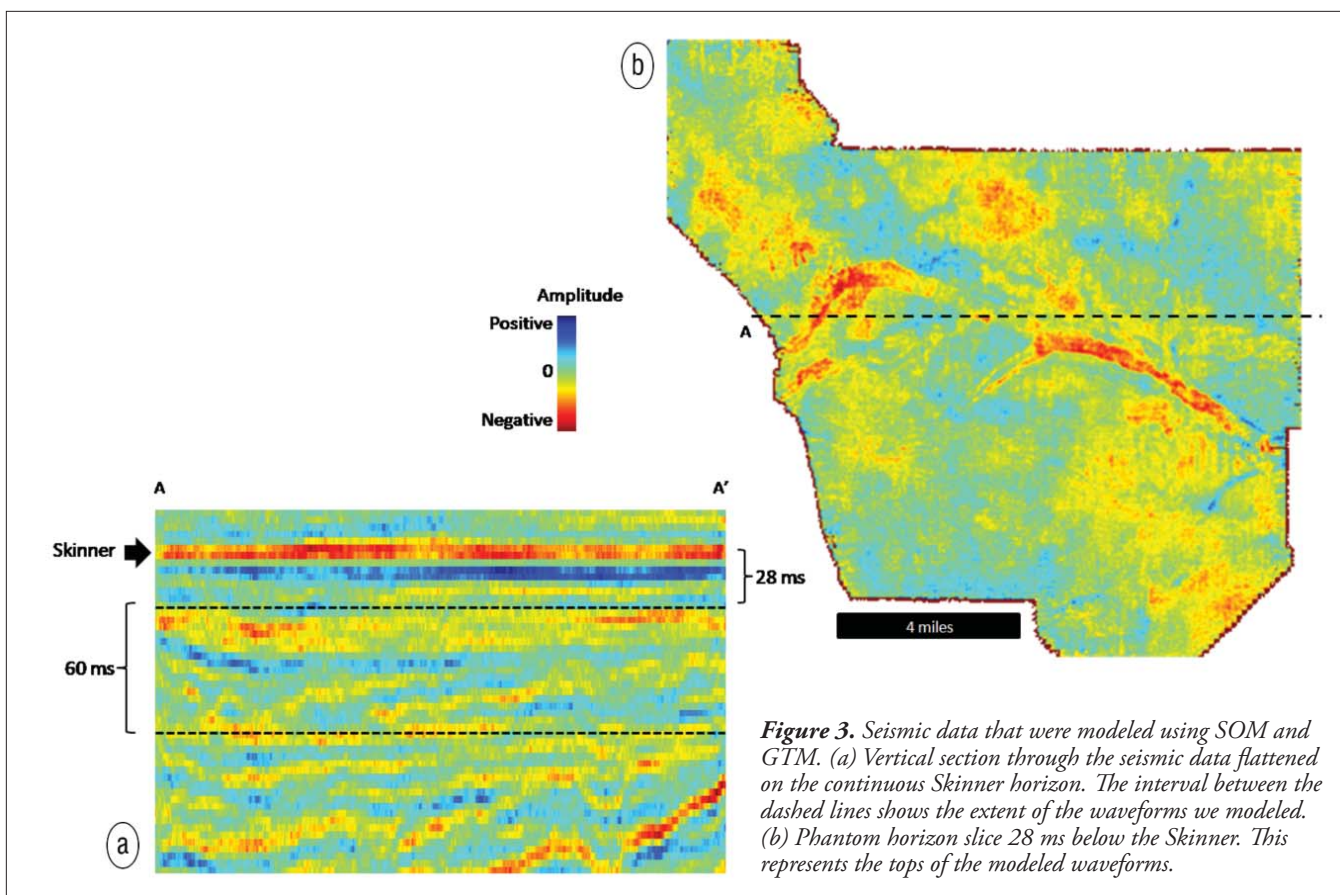 b
A
Amplitude
Positive
0
Negative
4 miles
A A'
Skinner
28 ms
60 ms
a
Figure 3. Seismic data that were modeled using SOM and
GTM. (a) Vertical section through the seismic data flattened
on the continuous Skinner horizon. The interval between the
dashed lines shows the extent of the waveforms we modeled.
(b) Phantom horizon slice 28 ms below the Skinner. This
represents the tops of the modeled waveforms.